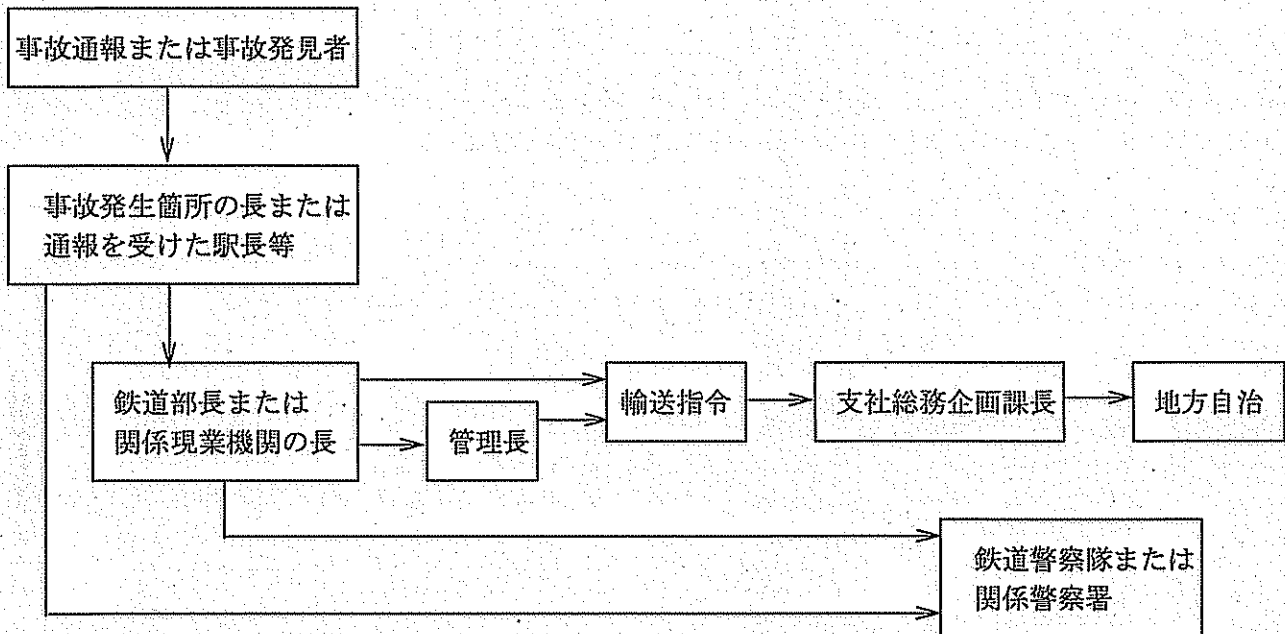 事故通報または事故発見者
事故発生箇所の長または
通報を受けた駅長等
鉄道部長または
関係現業機関の長
管理長
輸送指令
支社総務企画課長
地方自治
鉄道警察隊または
関係警察署